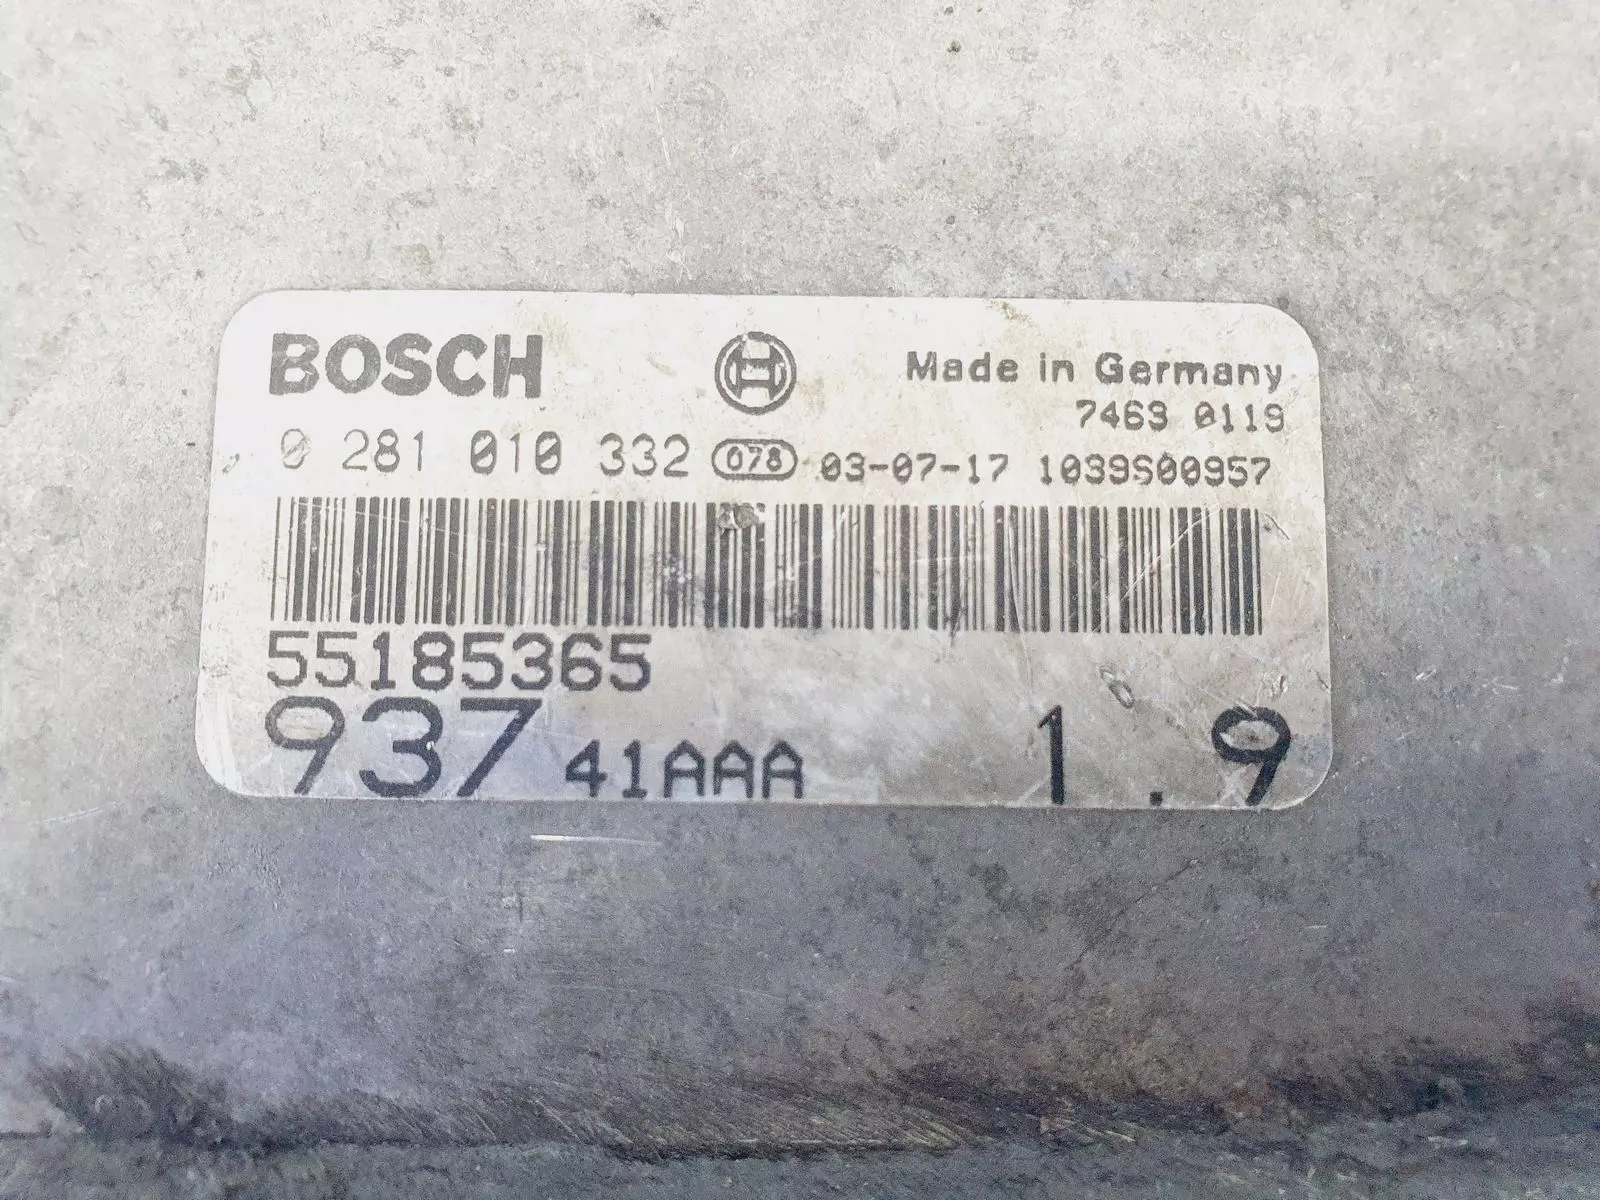 BOSCH Made in Germany
7463 0119
0 281 010 332 078 03-07-17 1039S00957
55185365
937 41AAA 1.9